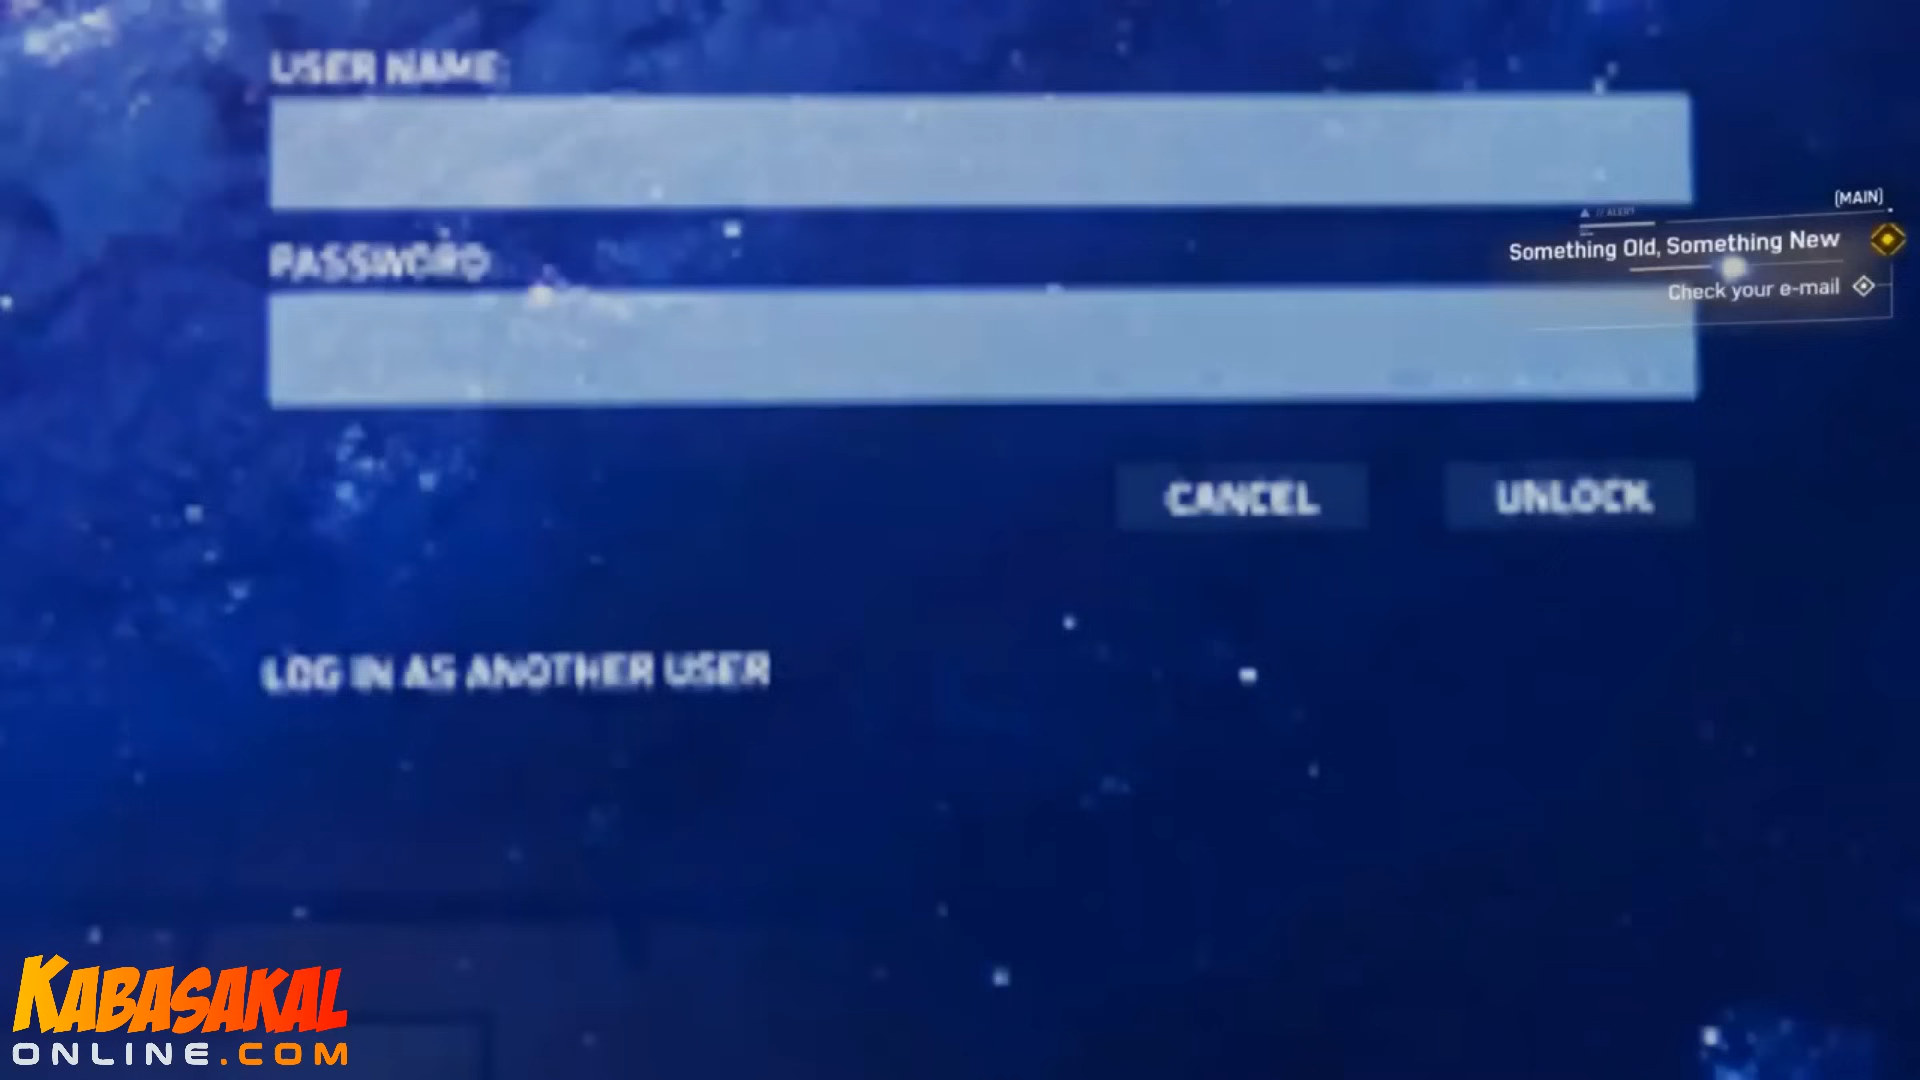 USER NAME:
PASSWORD
(MAIN)
// ALERT
Something Old, Something New
Check your e-mail
CANCEL
UNLOCK
LOG IN AS ANOTHER USER
KABASAKAL
ONLINE.COM